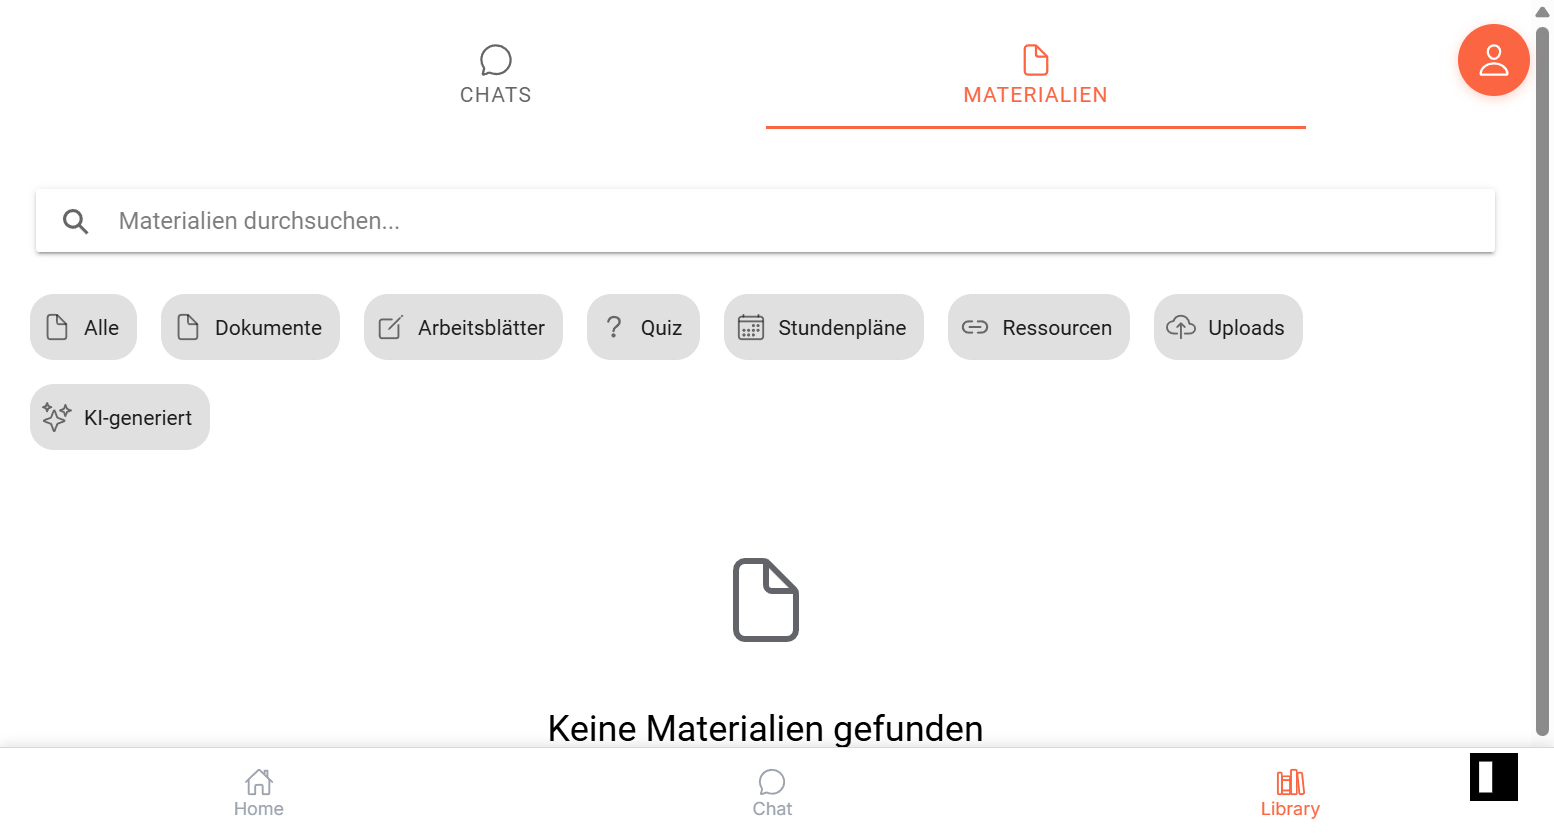 CHATS
MATERIALIEN
Materialien durchsuchen...
Alle
Dokumente
Arbeitsblätter
Quiz
Stundenpläne
Ressourcen
Uploads
KI-generiert
Keine Materialien gefunden
Home
Chat
Library